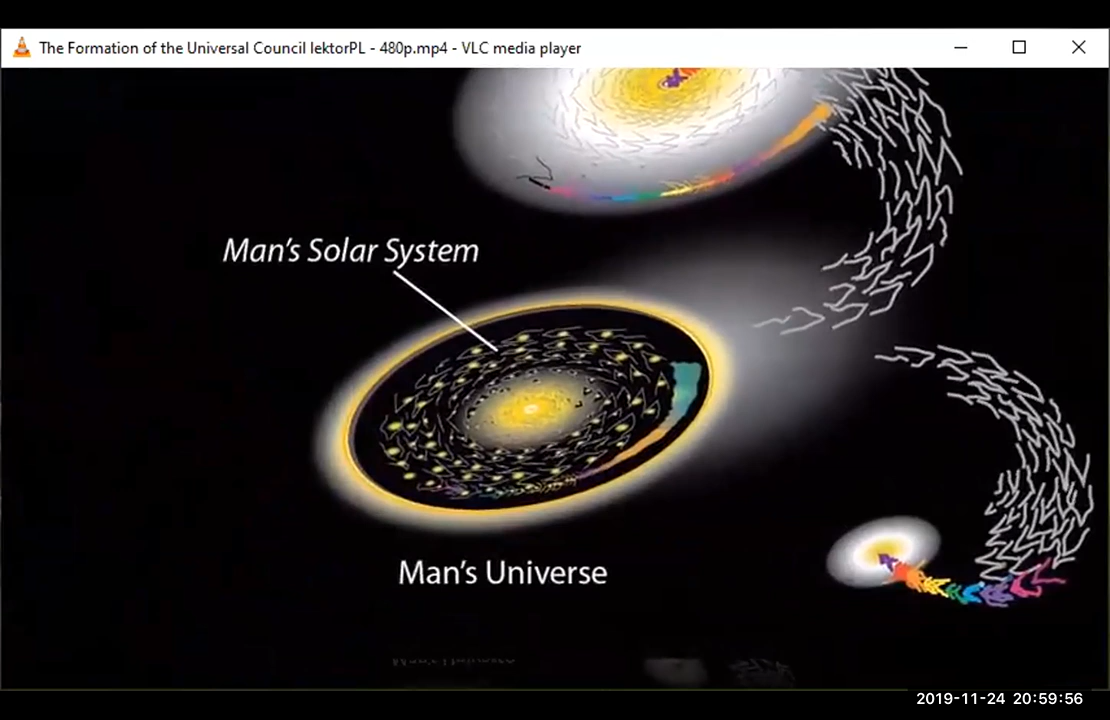 The Formation of the Universal Council lektorPL - 480p.mp4 - VLC media player
Man's Solar System
Man's Universe
2019-11-24 20:59:56